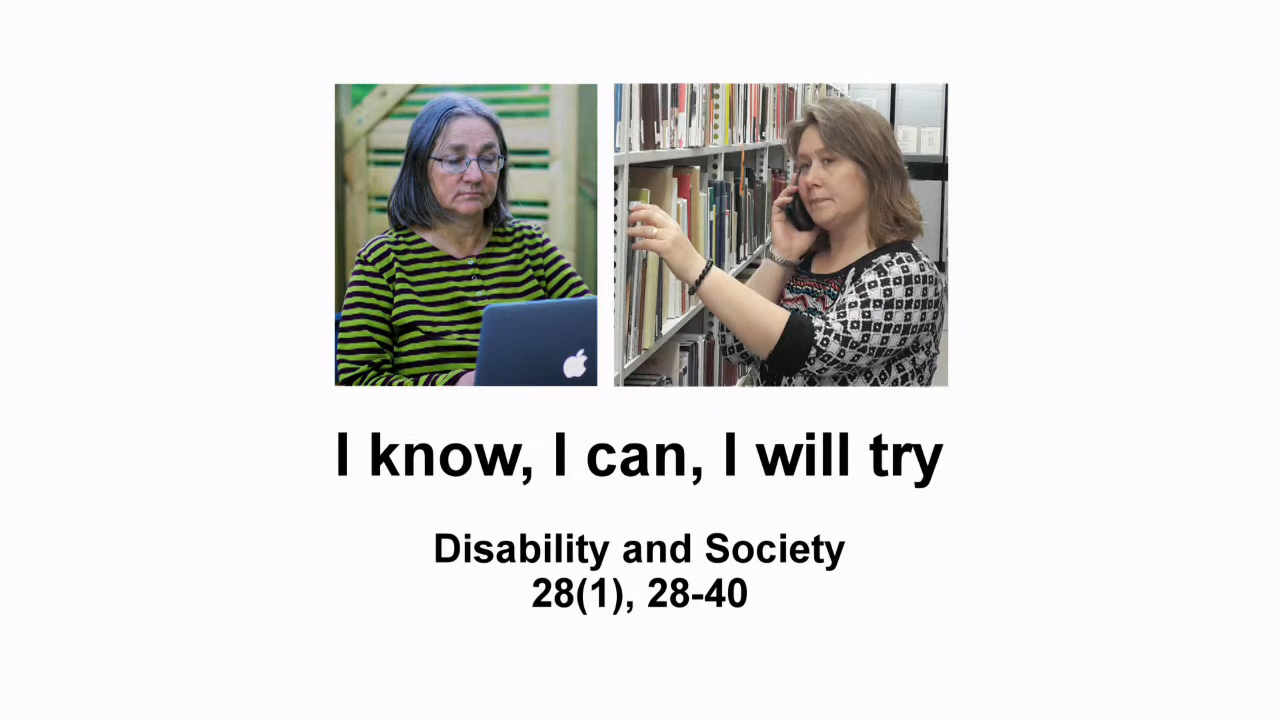 I know, I can, I will try
Disability and Society
28(1), 28-40